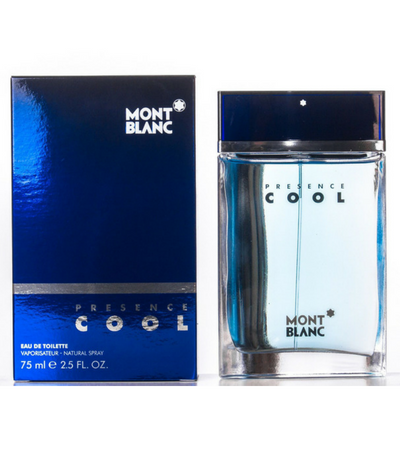 MONT
BLANC
PRESENCE
COOL
EAU DE TOILETTE
VAPORISATEUR - NATURAL SPRAY
75 ml ℮ 2.5 FL. OZ.
PRESENCE
COOL
MONT
BLANC